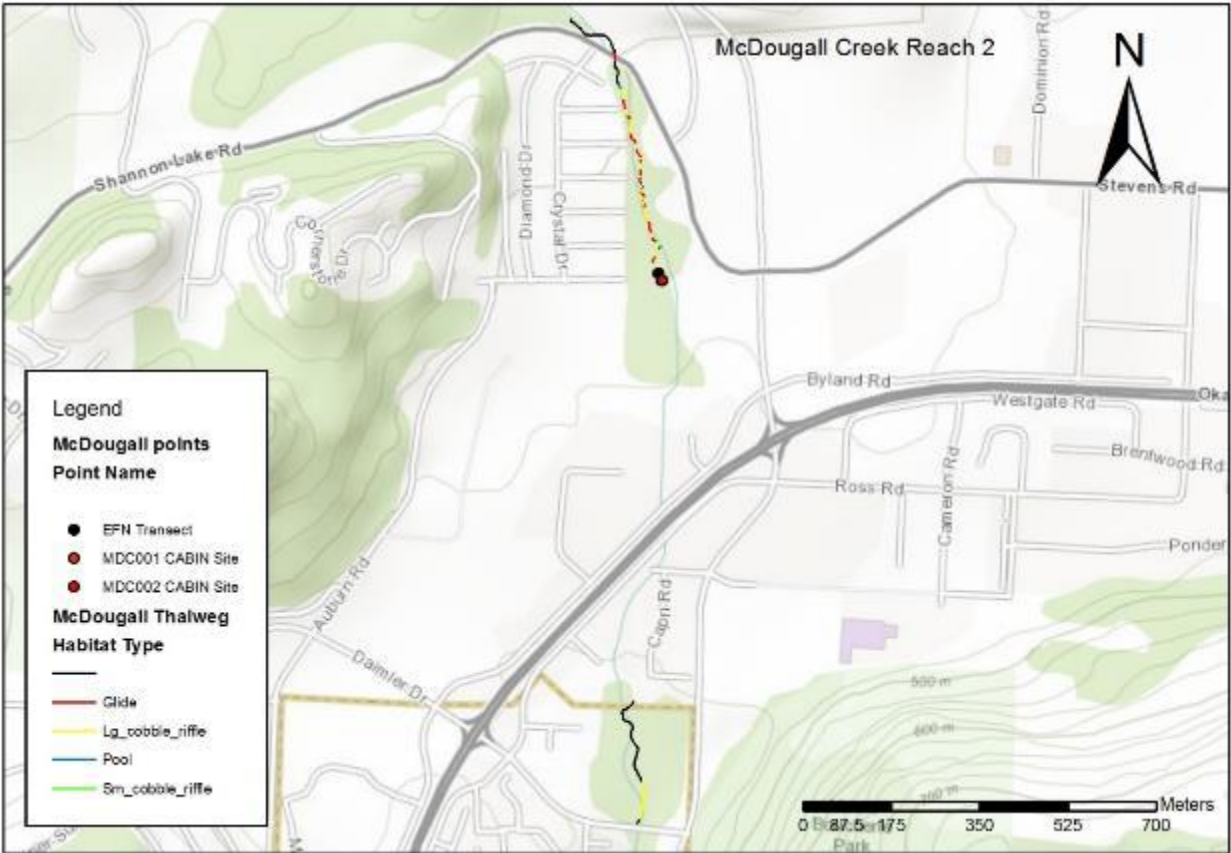 McDougall Creek Reach 2
N
Dominion Rd
Shannon-Lake Rd
Stevens Rd
Diamond Dr
Crystal Dr
Cornerstone Dr
Byland Rd
Oka
Westgate Rd
Brentwood Rd
Ross Rd
Cameron Rd
Ponder
Auburn Rd
Capri Rd
Daimler Dr
500 m
600 m
700 m
Legend
McDougall points
Point Name
EFN Transect
MDC001 CABIN Site
MDC002 CABIN Site
McDougall Thalweg
Habitat Type
Glide
Lg_cobble_riffle
Pool
Sm_cobble_riffle
Meters
0 87.5 175 350 525 700
Park